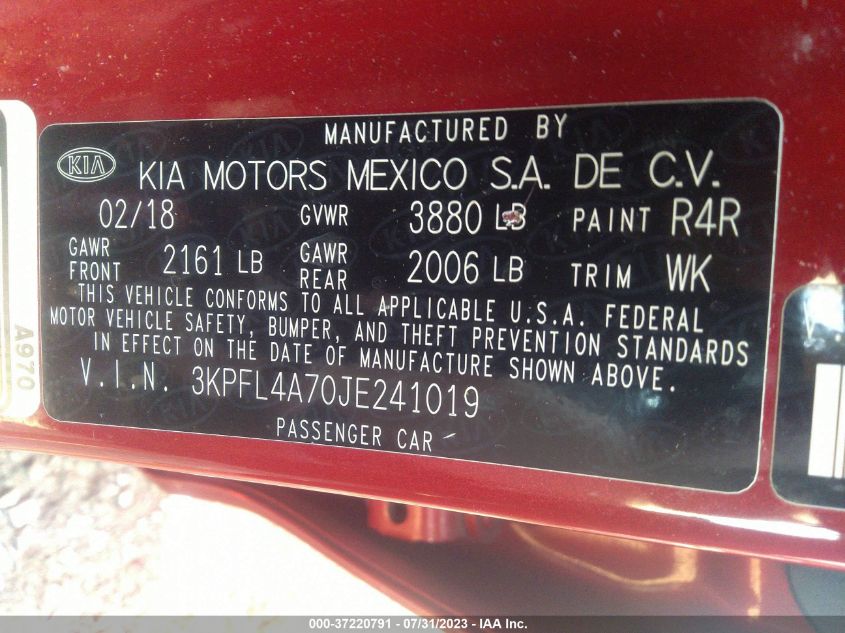 MANUFACTURED BY
KIA KIA MOTORS MEXICO S.A. DE C.V.
02/18 GVWR 3880 LB PAINT R4R
GAWR FRONT 2161 LB GAWR REAR 2006 LB TRIM WK
THIS VEHICLE CONFORMS TO ALL APPLICABLE U.S.A. FEDERAL
MOTOR VEHICLE SAFETY, BUMPER, AND THEFT PREVENTION STANDARDS
IN EFFECT ON THE DATE OF MANUFACTURE SHOWN ABOVE.
V.I.N. 3KPFL4A70JE241019
PASSENGER CAR
A970
000-37220791 - 07/31/2023 - IAA Inc.